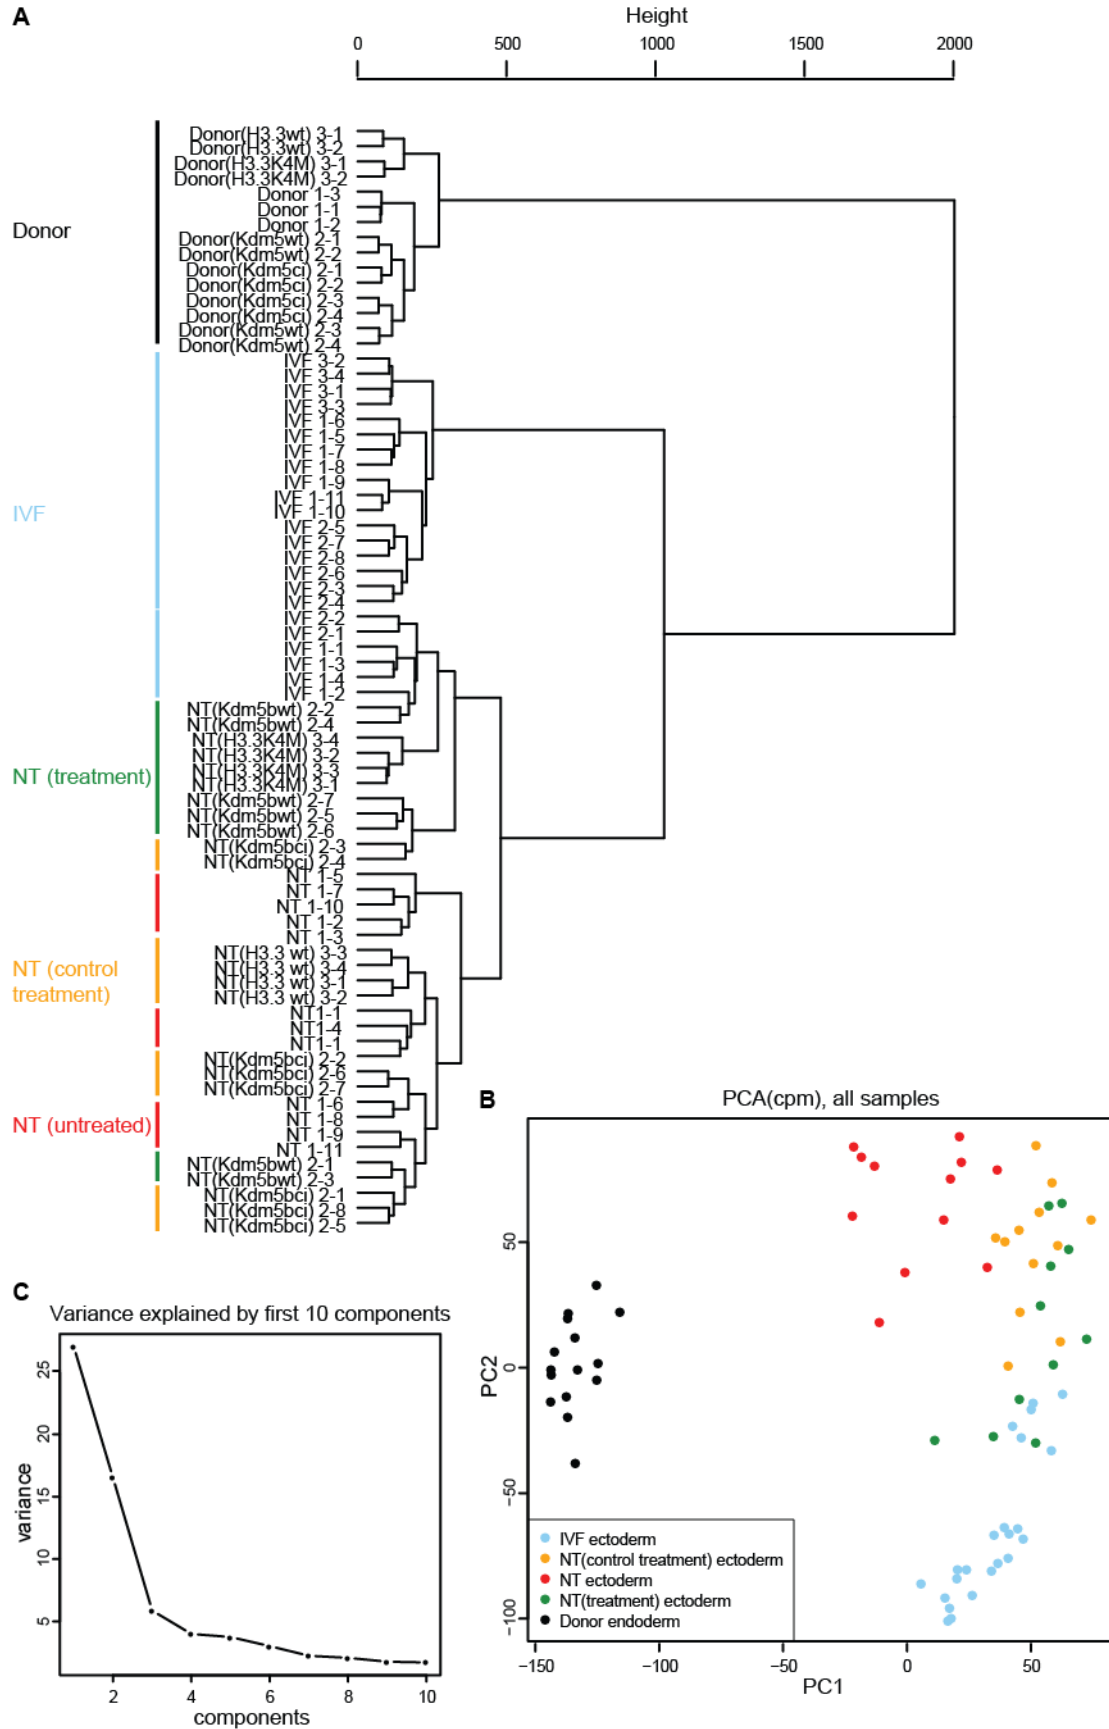 A
Height
0 500 1000 1500 2000
Donor
Donor(H3.3wt) 3-1
Donor(H3.3wt) 3-2
Donor(H3.3K4M) 3-1
Donor(H3.3K4M) 3-2
Donor 1-3
Donor 1-1
Donor 1-2
Donor(Kdm5wt) 2-1
Donor(Kdm5wt) 2-2
Donor(Kdm5ci) 2-1
Donor(Kdm5ci) 2-2
Donor(Kdm5ci) 2-3
Donor(Kdm5ci) 2-4
Donor(Kdm5wt) 2-3
Donor(Kdm5wt) 2-4
IVF
IVF 3-2
IVF 3-4
IVF 3-1
IVF 3-3
IVF 1-6
IVF 1-5
IVF 1-7
IVF 1-8
IVF 1-9
IVF 1-11
IVF 1-10
IVF 2-5
IVF 2-7
IVF 2-8
IVF 2-6
IVF 2-3
IVF 2-4
IVF 2-2
IVF 2-1
IVF 1-1
IVF 1-3
IVF 1-4
IVF 1-2
NT (treatment)
NT(Kdm5bwt) 2-2
NT(Kdm5bwt) 2-4
NT(H3.3K4M) 3-4
NT(H3.3K4M) 3-2
NT(H3.3K4M) 3-3
NT(H3.3K4M) 3-1
NT(Kdm5bwt) 2-7
NT(Kdm5bwt) 2-5
NT(Kdm5bwt) 2-6
NT(Kdm5bci) 2-3
NT(Kdm5bci) 2-4
NT 1-5
NT 1-7
NT 1-10
NT 1-2
NT 1-3
NT (control
treatment)
NT(H3.3 wt) 3-3
NT(H3.3 wt) 3-4
NT(H3.3 wt) 3-1
NT(H3.3 wt) 3-2
NT1-1
NT1-4
NT1-1
NT(Kdm5bci) 2-2
NT(Kdm5bci) 2-6
NT(Kdm5bci) 2-7
NT (untreated)
NT 1-6
NT 1-8
NT 1-9
NT 1-11
NT(Kdm5bwt) 2-1
NT(Kdm5bwt) 2-3
NT(Kdm5bci) 2-1
NT(Kdm5bci) 2-8
NT(Kdm5bci) 2-5
B
PCA(cpm), all samples
PC2
50
0
−50
−100
IVF ectoderm
NT(control treatment) ectoderm
NT ectoderm
NT(treatment) ectoderm
Donor endoderm
−150 −100 −50 0 50
PC1
C
Variance explained by first 10 components
variance
25
20
15
10
5
2 4 6 8 10
components